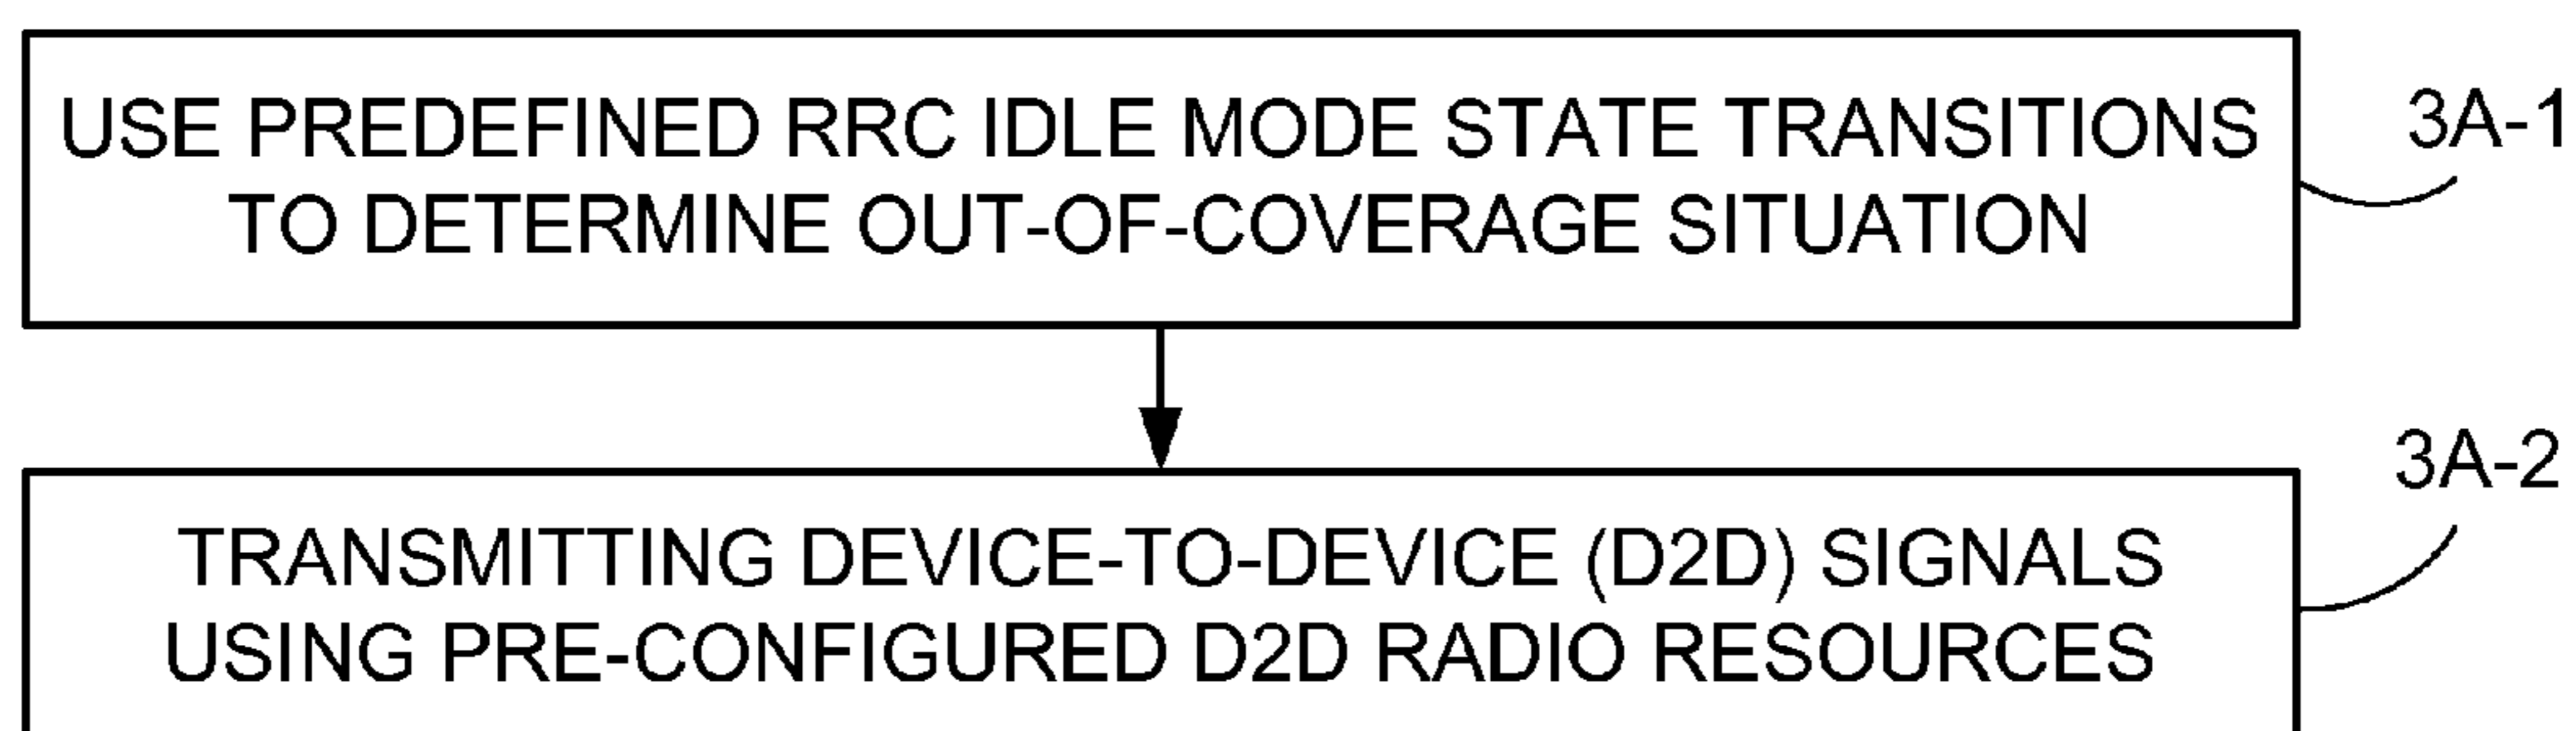 USE PREDEFINED RRC IDLE MODE STATE TRANSITIONS
TO DETERMINE OUT-OF-COVERAGE SITUATION
3A-1
TRANSMITTING DEVICE-TO-DEVICE (D2D) SIGNALS
USING PRE-CONFIGURED D2D RADIO RESOURCES
3A-2